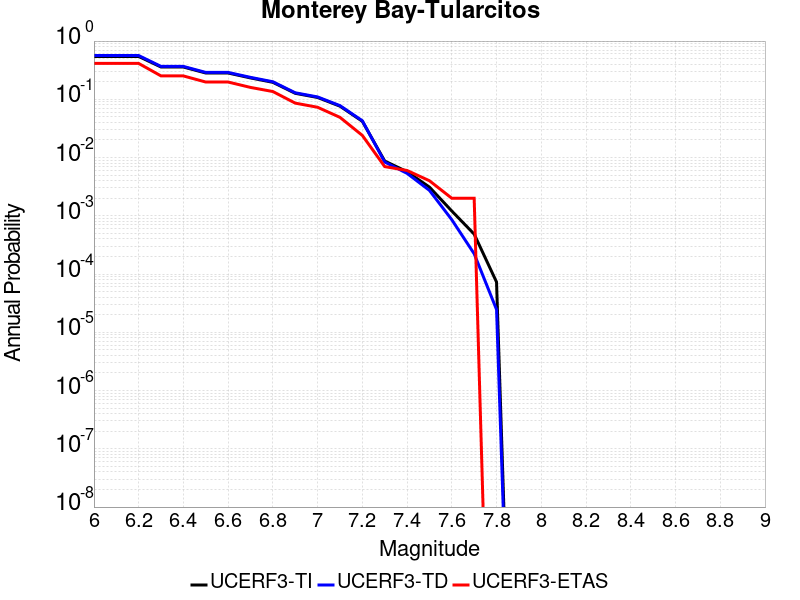 Monterey Bay-Tularcitos
10^0
10^-1
10^-2
10^-3
10^-4
10^-5
10^-6
10^-7
10^-8
Annual Probability
6 6.2 6.4 6.6 6.8 7 7.2 7.4 7.6 7.8 8 8.2 8.4 8.6 8.8 9
Magnitude
UCERF3-TI UCERF3-TD UCERF3-ETAS